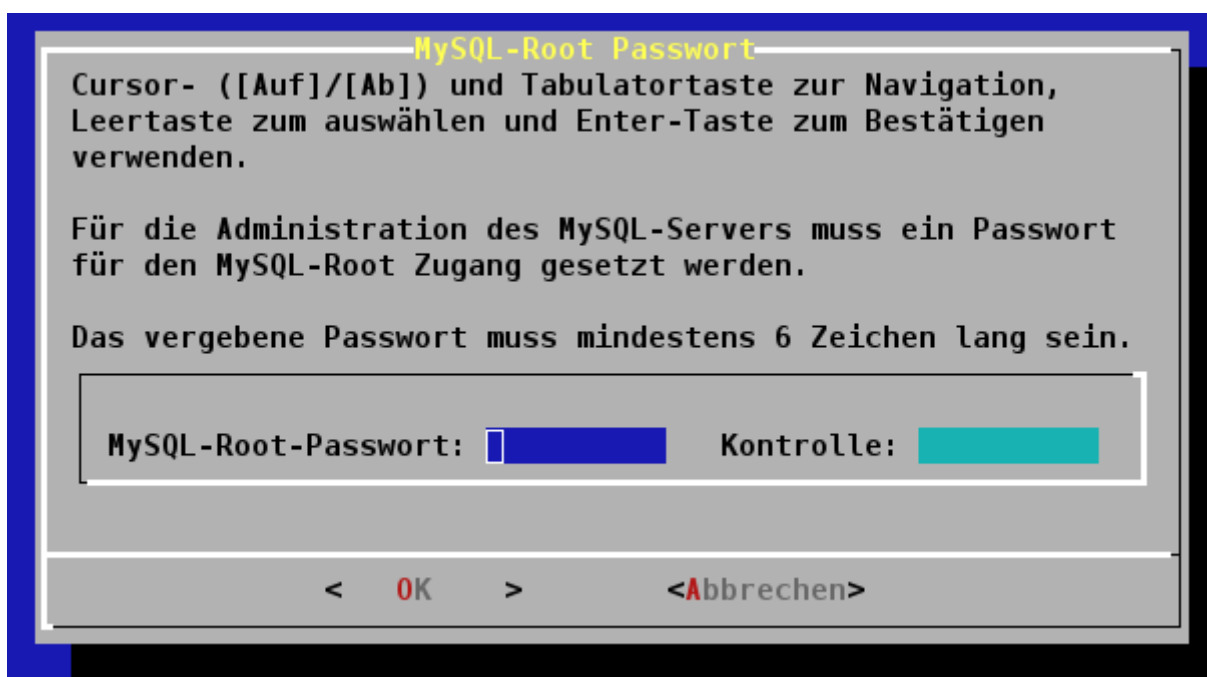 MySQL-Root Passwort
Cursor- ([Auf]/[Ab]) und Tabulatortaste zur Navigation,
Leertaste zum auswählen und Enter-Taste zum Bestätigen
verwenden.
Für die Administration des MySQL-Servers muss ein Passwort
für den MySQL-Root Zugang gesetzt werden.
Das vergebene Passwort muss mindestens 6 Zeichen lang sein.
MySQL-Root-Passwort: Kontrolle:
< OK > <Abbrechen>